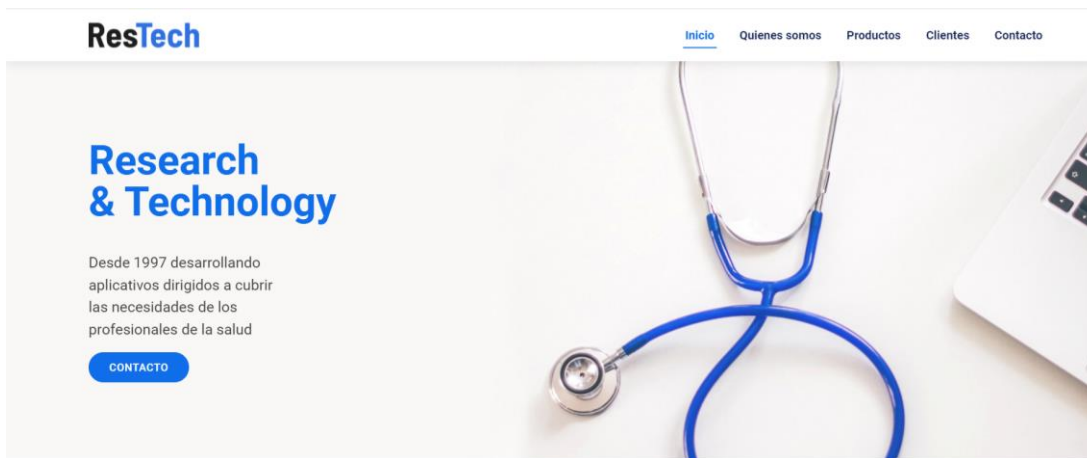 ResTech
Inicio Quienes somos Productos Clientes Contacto
Research
& Technology
Desde 1997 desarrollando
aplicativos dirigidos a cubrir
las necesidades de los
profesionales de la salud
CONTACTO